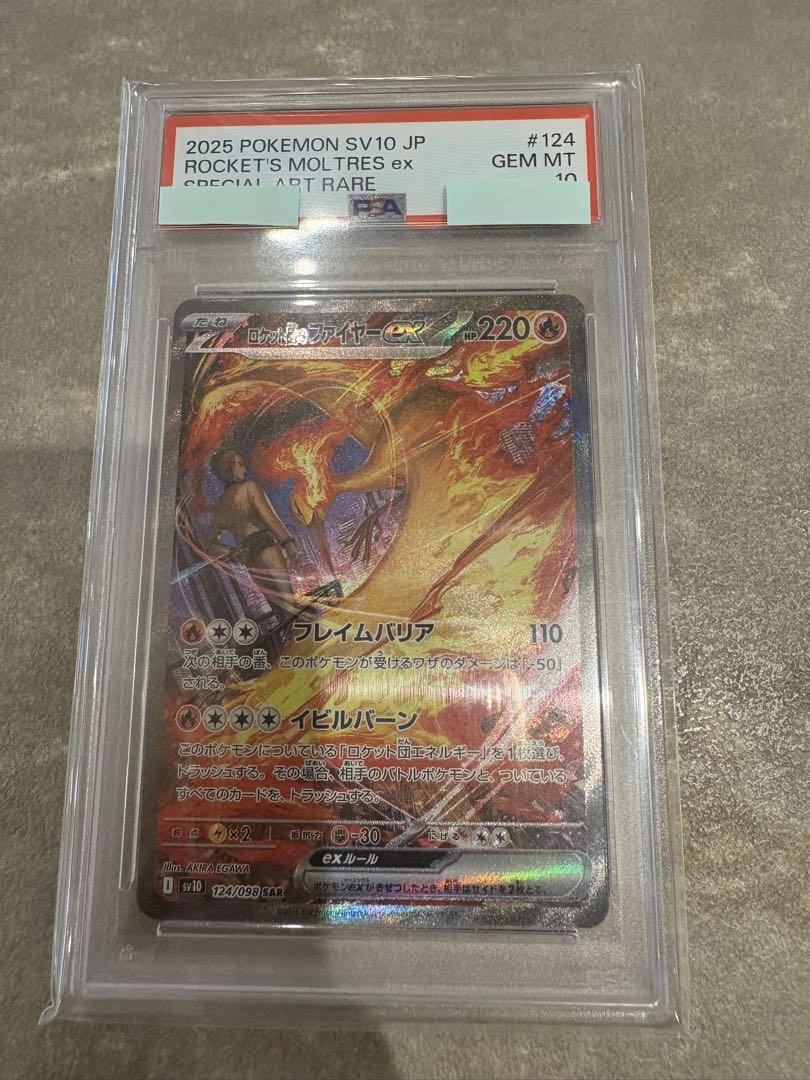 2025 POKEMON SV10 JP #124
ROCKET'S MOLTRES ex GEM MT
SPECIAL ART RARE 10
PSA
たね ロケット団のファイヤーex HP220
フレイムバリア 110
次の相手の番、このポケモンが受けるワザのダメージは「-50」
される。
イビルバーン
このポケモンについている「ロケット団エネルギー」を1枚選び、
トラッシュする。その場合、相手のバトルポケモンと、ついている
すべてのカードを、トラッシュする。
弱点 ×2 抵抗力 -30 にげる
exルール
ポケモンexがきぜつしたとき、相手はサイドを2枚とる。
Illus. AKIRA EGAWA
I sv10 124/098 SAR